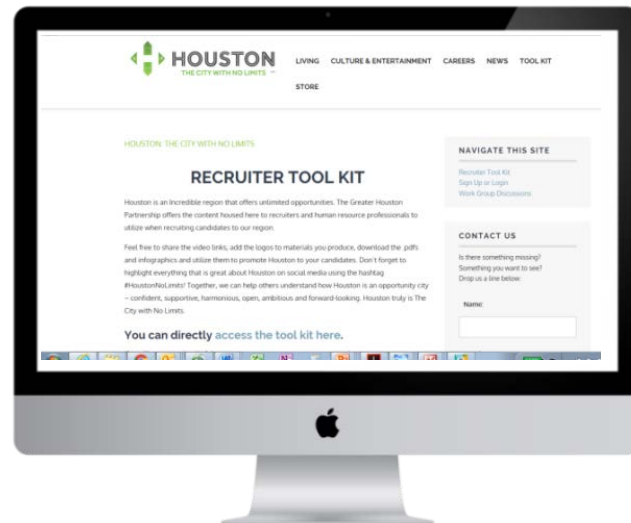 HOUSTON
THE CITY WITH NO LIMITS
LIVING CULTURE & ENTERTAINMENT CAREERS NEWS TOOL KIT
STORE
HOUSTON: THE CITY WITH NO LIMITS
RECRUITER TOOL KIT
Houston is an Incredible region that offers unlimited opportunities. The Greater Houston
Partnership offers the content housed here to recruiters and human resource professionals to
utilize when recruiting candidates to our region.
Feel free to share the video links, add the logos to materials you produce, download the .pdfs
and infographics and utilize them to promote Houston to your candidates. Don't forget to
highlight everything that is great about Houston on social media using the hashtag
#HoustonNoLimits! Together, we can help others understand how Houston is an opportunity city
– confident, supportive, harmonious, open, ambitious and forward-looking. Houston truly is The
City with No Limits.
You can directly access the tool kit here.
NAVIGATE THIS SITE
Recruiter Tool Kit
Sign Up or Login
Work Group Discussions
CONTACT US
Is there something missing?
Something you want to see?
Drop us a line below:
Name: